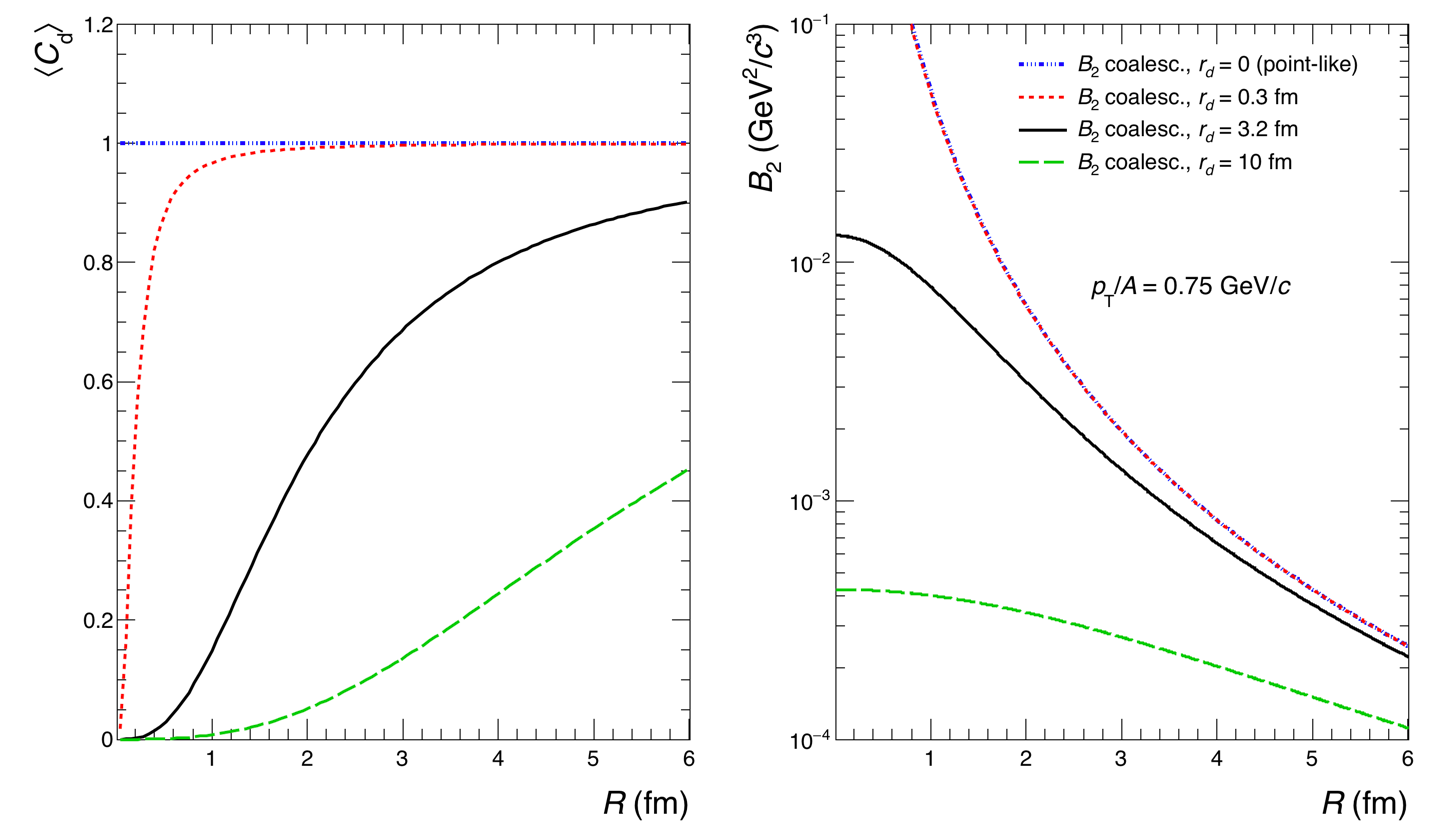 ⟨C_d⟩
1.2
1
0.8
0.6
0.4
0.2
0
1 2 3 4 5 6
R (fm)
B_2 (GeV^2/c^3)
10^−1
10^−2
10^−3
10^−4
B_2 coalesc., r_d = 0 (point-like)
B_2 coalesc., r_d = 0.3 fm
B_2 coalesc., r_d = 3.2 fm
B_2 coalesc., r_d = 10 fm
p_T/A = 0.75 GeV/c
1 2 3 4 5 6
R (fm)